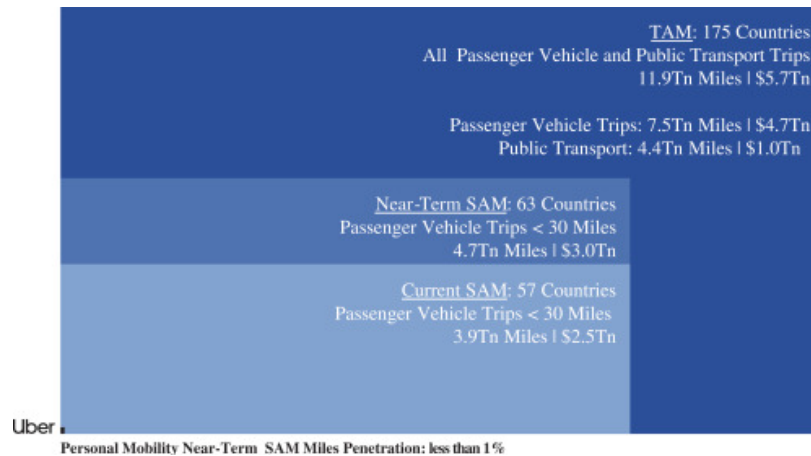 TAM: 175 Countries
All Passenger Vehicle and Public Transport Trips
11.9Tn Miles | $5.7Tn
Passenger Vehicle Trips: 7.5Tn Miles | $4.7Tn
Public Transport: 4.4Tn Miles | $1.0Tn
Near-Term SAM: 63 Countries
Passenger Vehicle Trips < 30 Miles
4.7Tn Miles | $3.0Tn
Current SAM: 57 Countries
Passenger Vehicle Trips < 30 Miles
3.9Tn Miles | $2.5Tn
Uber
Personal Mobility Near-Term SAM Miles Penetration: less than 1%